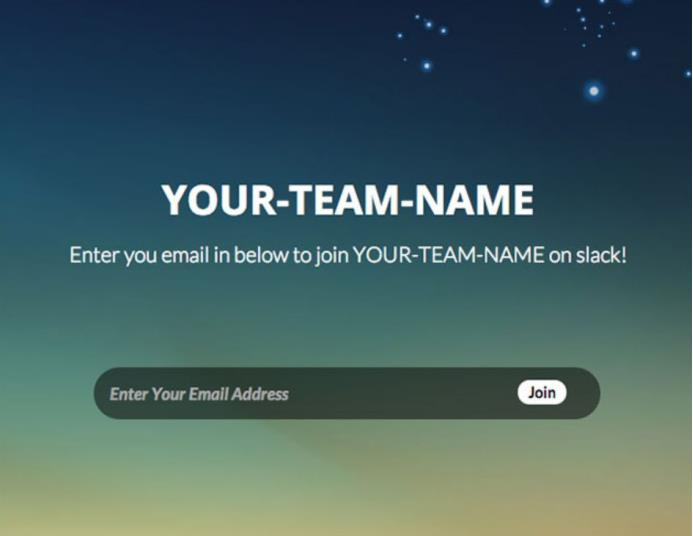 YOUR-TEAM-NAME
Enter you email in below to join YOUR-TEAM-NAME on slack!
Enter Your Email Address
Join